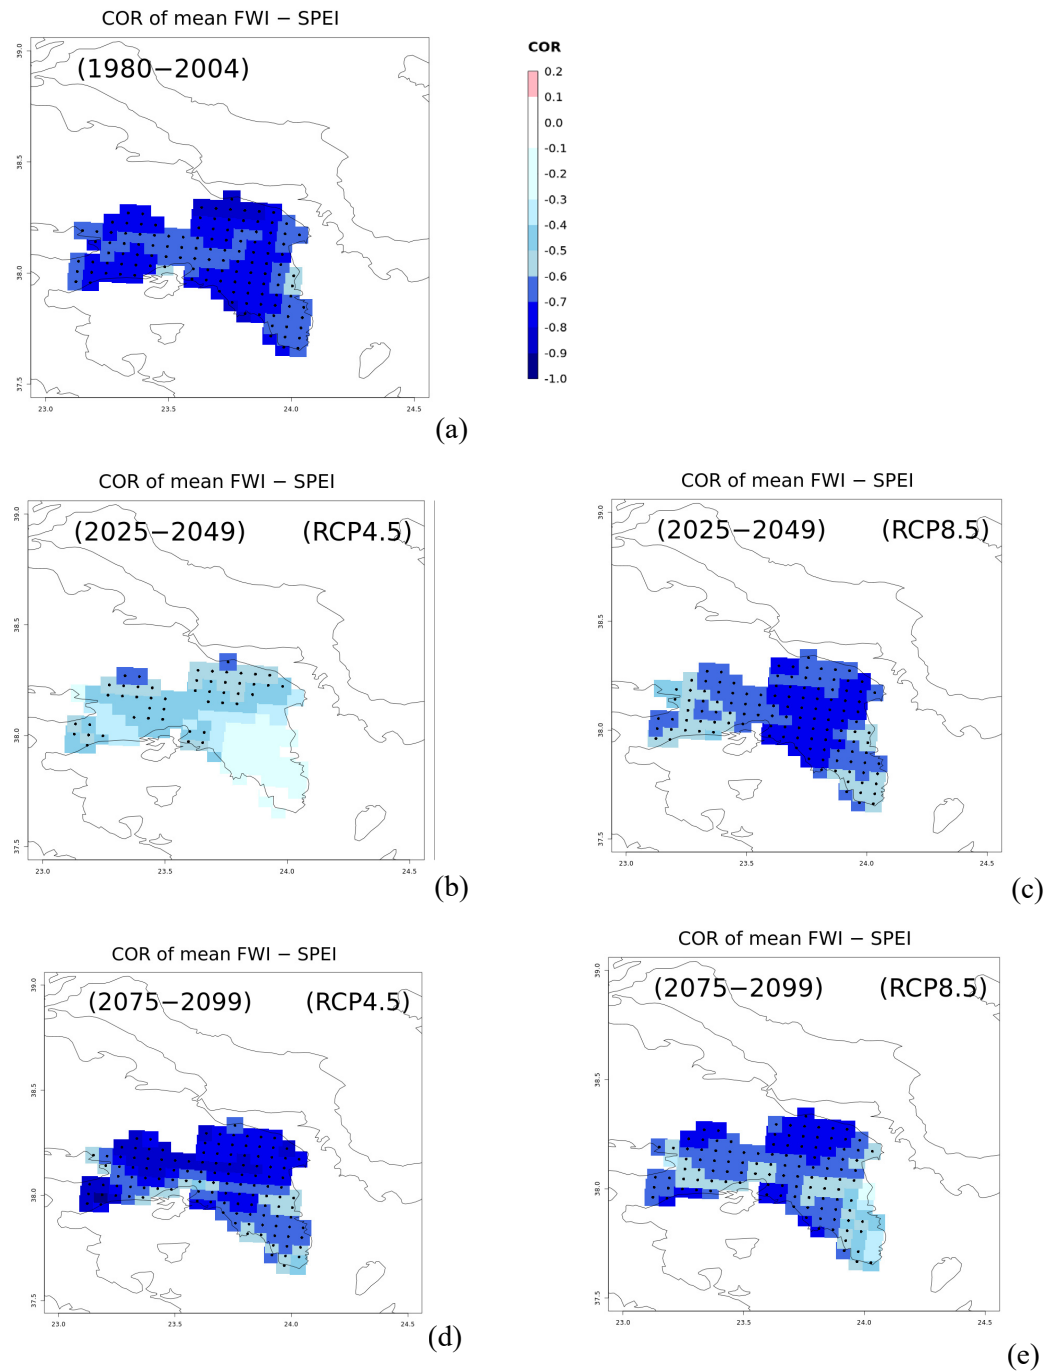 COR of mean FWI − SPEI
(1980−2004)
39.0
38.5
38.0
37.5
23.0 23.5 24.0 24.5
(a)
COR
0.2
0.1
0.0
-0.1
-0.3
-0.4
-0.5
-0.6
-0.7
-0.8
-0.9
-1.0
COR of mean FWI − SPEI
(2025−2049) (RCP4.5)
39.0
38.5
38.0
37.5
23.0 23.5 24.0 24.5
(b)
COR of mean FWI − SPEI
(2025−2049) (RCP8.5)
39.0
38.5
38.0
37.5
23.0 23.5 24.0 24.5
(c)
COR of mean FWI − SPEI
(2075−2099) (RCP4.5)
39.0
38.5
38.0
37.5
23.0 23.5 24.0 24.5
(d)
COR of mean FWI − SPEI
(2075−2099) (RCP8.5)
39.0
38.5
38.0
37.5
23.0 23.5 24.0 24.5
(e)